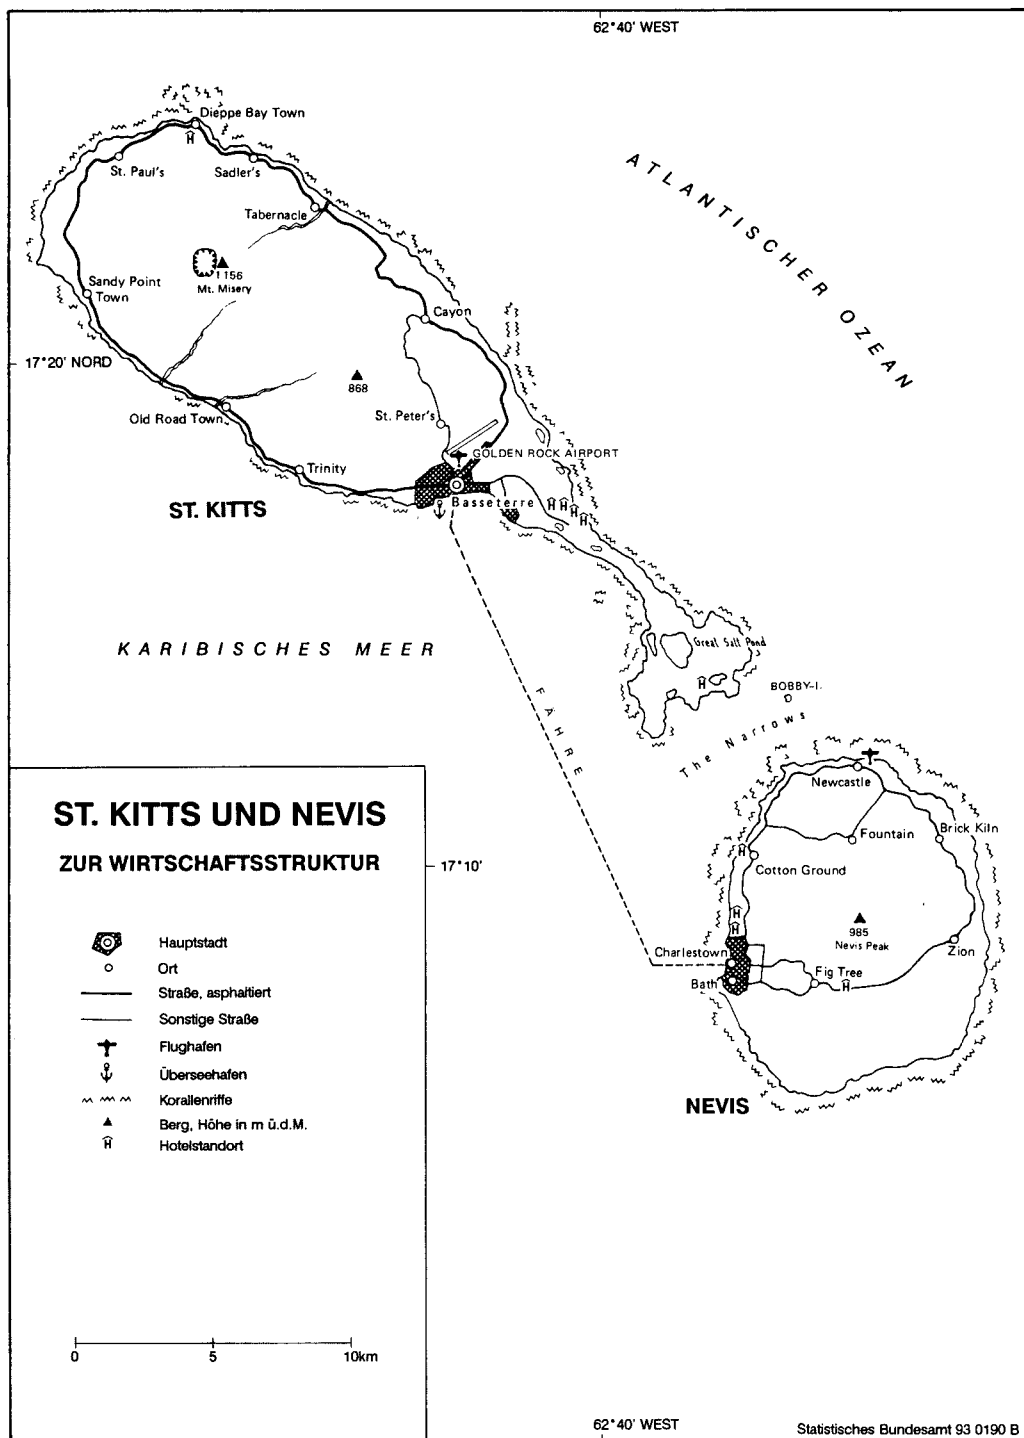 62°40' WEST
Dieppe Bay Town
H
St. Paul's
Sadler's
Tabernacle
ATLANTISCHER OZEAN
1156
Mt. Misery
Sandy Point
Town
Cayon
17°20' NORD
868
St. Peter's
Old Road Town
GOLDEN ROCK AIRPORT
Trinity
Basseterre
H H H H
ST. KITTS
KARIBISCHES MEER
Great Salt Pond
H
BOBBY-I.
FÄHRE
The Narrows
Newcastle
Fountain
Brick Kiln
H
Cotton Ground
17°10'
H
H
985
Nevis Peak
Charlestown
Zion
Fig Tree
Bath
H
NEVIS
ST. KITTS UND NEVIS
ZUR WIRTSCHAFTSSTRUKTUR
Hauptstadt
Ort
Straße, asphaltiert
Sonstige Straße
Flughafen
Überseehafen
Korallenriffe
Berg, Höhe in m ü.d.M.
H Hotelstandort
0 5 10km
62°40' WEST
Statistisches Bundesamt 93 0190 B